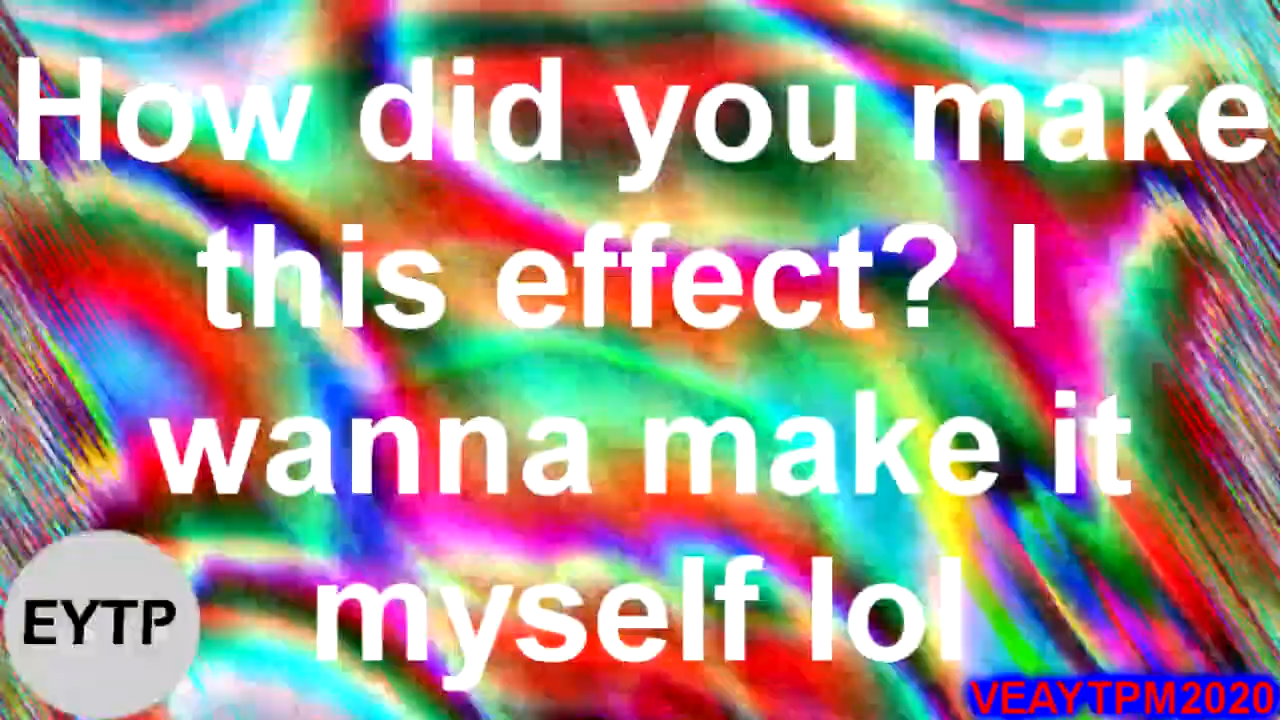 How did you make
this effect? I
wanna make it
myself lol
EYTP
VEAYTPM2020